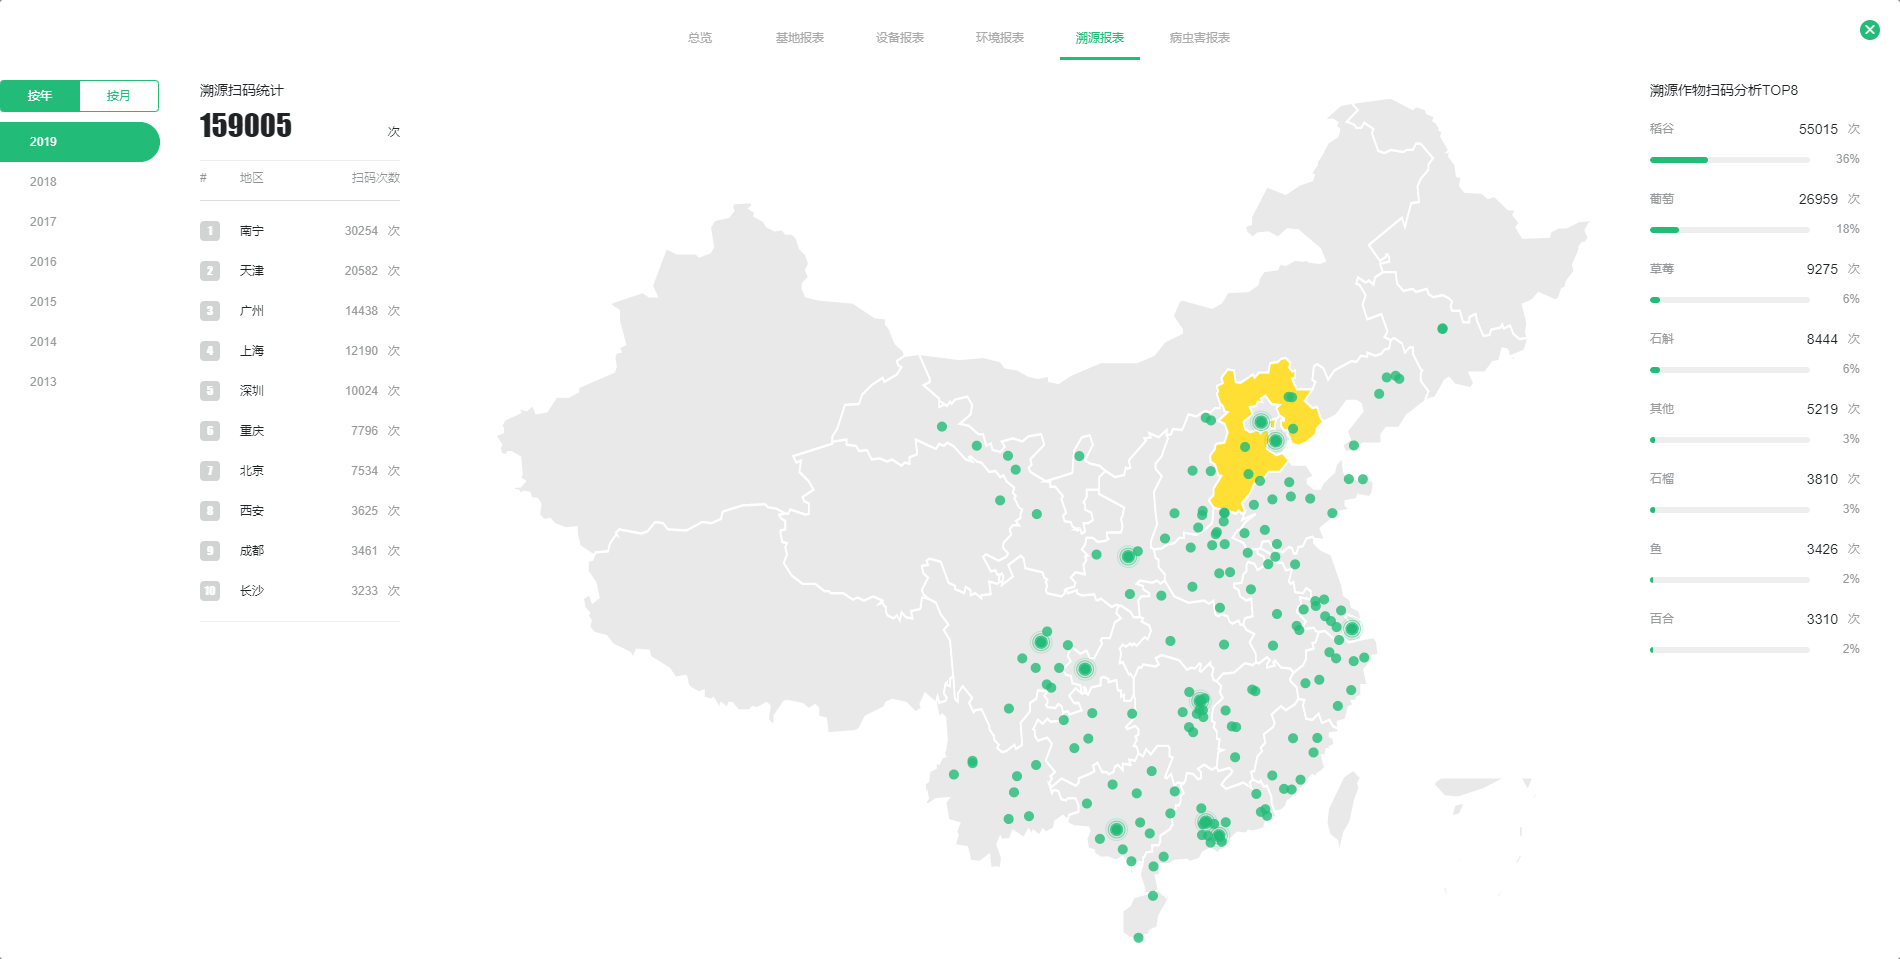 总览 基地报表 设备报表 环境报表 溯源报表 病虫害报表
按年 按月
2019
2018
2017
2016
2015
2014
2013
溯源扫码统计
159005 次
# 地区 扫码次数
1 南宁 30254 次
2 天津 20582 次
3 广州 14438 次
4 上海 12190 次
5 深圳 10024 次
6 重庆 7796 次
7 北京 7534 次
8 西安 3625 次
9 成都 3461 次
10 长沙 3233 次
溯源作物扫码分析TOP8
稻谷 55015 次
36%
葡萄 26959 次
18%
草莓 9275 次
6%
石斛 8444 次
6%
其他 5219 次
3%
石榴 3810 次
3%
鱼 3426 次
2%
百合 3310 次
2%